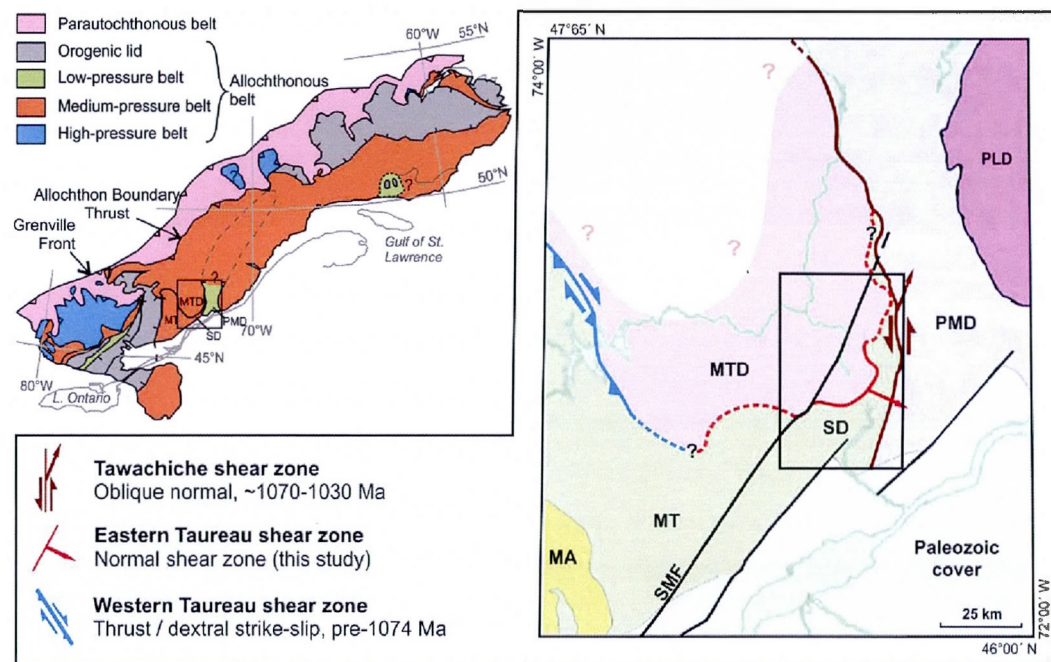 Parautochthonous belt
Orogenic lid
Low-pressure belt
Medium-pressure belt
High-pressure belt
Allochthonous
belt
60°W
55°N
50°N
Allochthon Boundary
Thrust
Grenville
Front
Gulf of St.
Lawrence
?
?
?
MTD
MT
PMD
SD
70°W
45°N
80°W
L. Ontario
Tawachiche shear zone
Oblique normal, ~1070-1030 Ma
Eastern Taureau shear zone
Normal shear zone (this study)
Western Taureau shear zone
Thrust / dextral strike-slip, pre-1074 Ma
47°65´ N
74°00´ W
?
?
?
?
PLD
PMD
MTD
SD
?
MT
MA
SMF
Paleozoic
cover
25 km
72°00´ W
46°00´ N